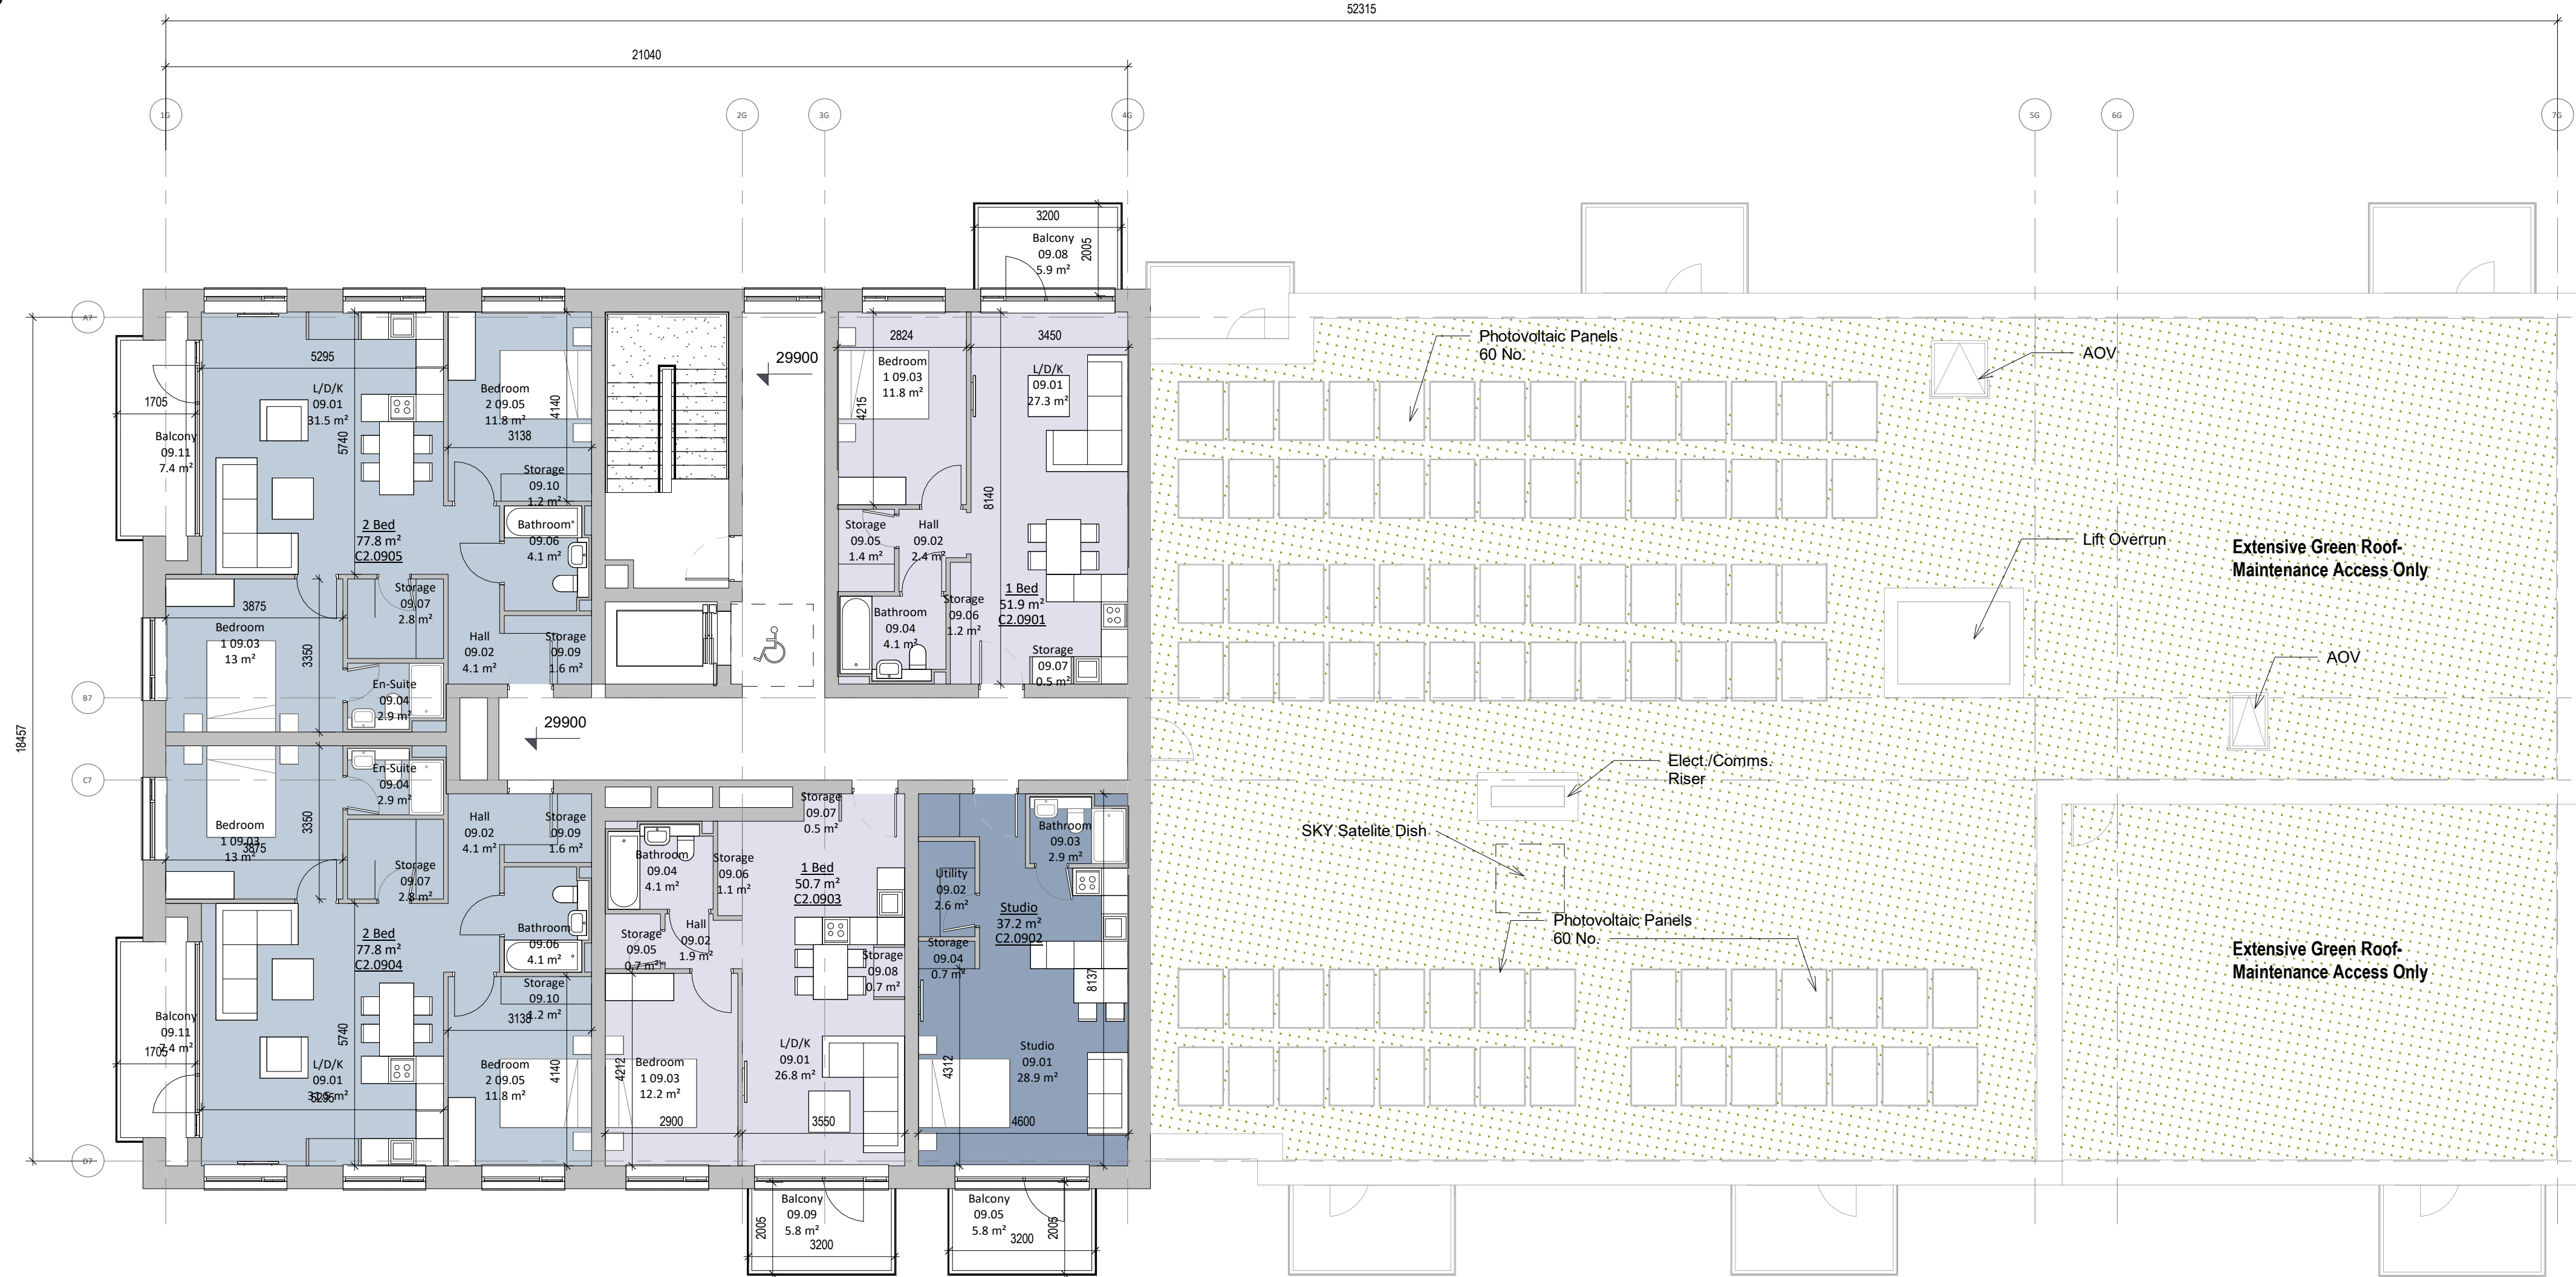 52315
21040
1G
2G
3G
4G
5G
6G
7G
A7
B7
C7
D7
18457
3200
Balcony
09.08
5.9 m²
2005
5295
L/D/K
09.01
31.5 m²
5740
1705
Balcony
09.11
7.4 m²
Bedroom
2 09.05
11.8 m²
4140
3138
Storage
09.10
1.2 m²
2 Bed
77.8 m²
C2.0905
Bathroom
09.06
4.1 m²
3875
Bedroom
1 09.03
13 m²
3350
Storage
09.07
2.8 m²
Hall
09.02
4.1 m²
Storage
09.09
1.6 m²
En-Suite
09.04
2.9 m²
29900
29900
2824
3450
Bedroom
1 09.03
11.8 m²
4215
L/D/K
09.01
27.3 m²
8140
Storage
09.05
1.4 m²
Hall
09.02
2.4 m²
Bathroom
09.04
4.1 m²
Storage
09.06
1.2 m²
1 Bed
51.9 m²
C2.0901
Storage
09.07
0.5 m²
En-Suite
09.04
2.9 m²
Bedroom
1 09.03
13 m²
3875
3350
Storage
09.07
2.8 m²
Hall
09.02
4.1 m²
Storage
09.09
1.6 m²
2 Bed
77.8 m²
C2.0904
Bathroom
09.06
4.1 m²
Storage
09.10
1.2 m²
3138
Balcony
09.11
7.4 m²
1705
5740
L/D/K
09.01
31.5 m²
5295
Bedroom
2 09.05
11.8 m²
4140
Storage
09.07
0.5 m²
Bathroom
09.04
4.1 m²
Storage
09.06
1.1 m²
1 Bed
50.7 m²
C2.0903
Storage
09.05
0.7 m²
Hall
09.02
1.9 m²
Storage
09.08
0.7 m²
Bedroom
1 09.03
12.2 m²
4212
2900
L/D/K
09.01
26.8 m²
3550
Balcony
09.09
5.8 m²
2005
3200
Bathroom
09.03
2.9 m²
Utility
09.02
2.6 m²
Studio
37.2 m²
C2.0902
Storage
09.04
0.7 m²
8137
Studio
09.01
28.9 m²
4312
4600
Balcony
09.05
5.8 m²
2005
3200
Photovoltaic Panels
60 No.
AOV
Lift Overrun
Extensive Green Roof-
Maintenance Access Only
AOV
Elect./Comms.
Riser
SKY Satelite Dish
Photovoltaic Panels
60 No.
Extensive Green Roof-
Maintenance Access Only